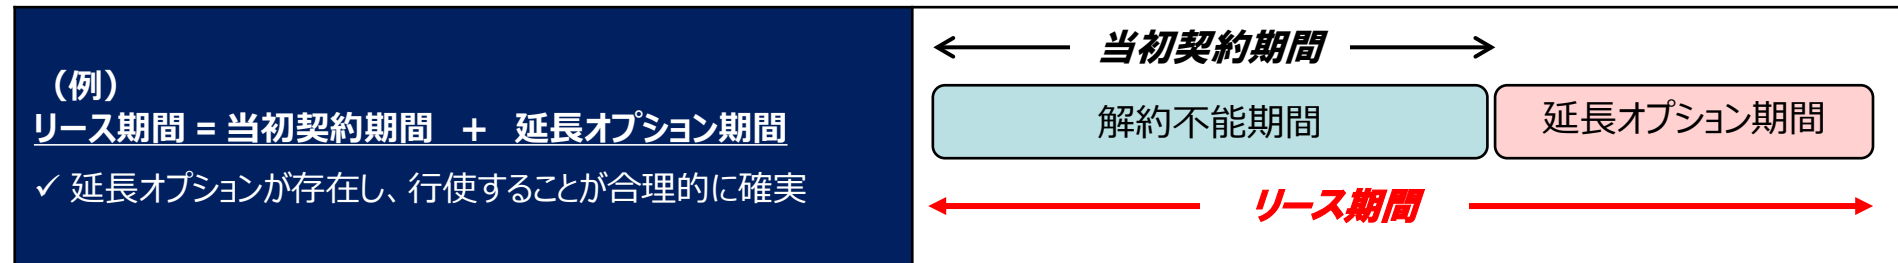 （例）
リース期間 = 当初契約期間 + 延長オプション期間
✓ 延長オプションが存在し、行使することが合理的に確実
当初契約期間
解約不能期間
延長オプション期間
リース期間